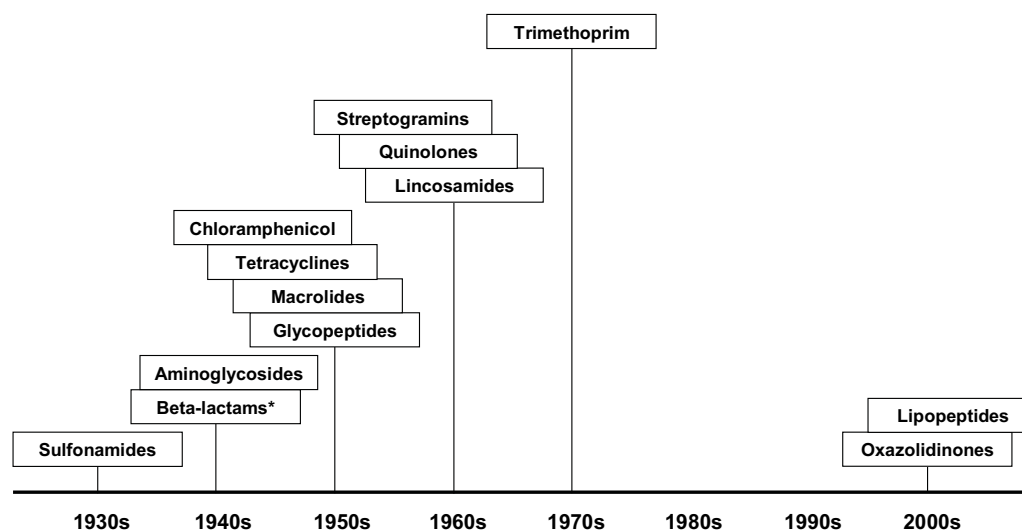 Trimethoprim
Streptogramins
Quinolones
Lincosamides
Chloramphenicol
Tetracyclines
Macrolides
Glycopeptides
Aminoglycosides
Beta-lactams*
Lipopeptides
Sulfonamides
Oxazolidinones
1930s 1940s 1950s 1960s 1970s 1980s 1990s 2000s